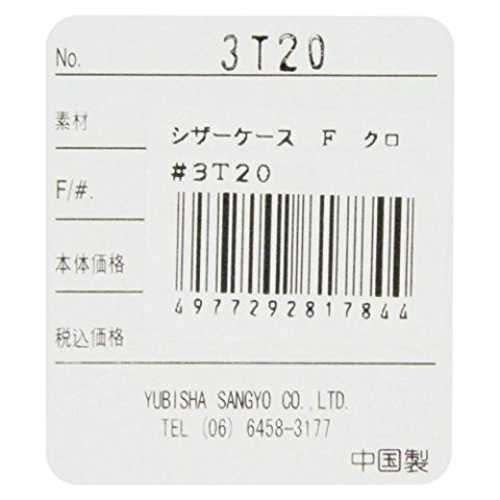 No. 3T20
素材
シザーケース F クロ
#3T20
F/#.
本体価格
4977292817844
税込価格
YUBISHA SANGYO CO.,LTD.
TEL (06) 6458-3177
中国製